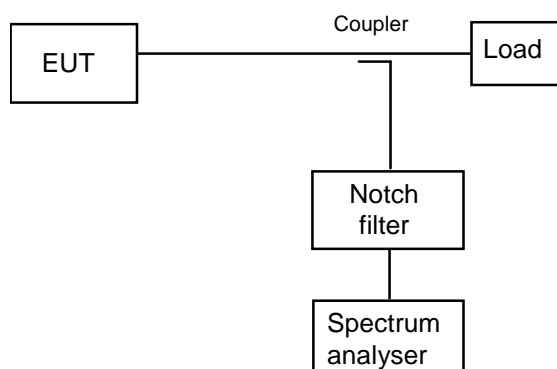 Coupler
EUT
Load
Notch
filter
Spectrum
analyser